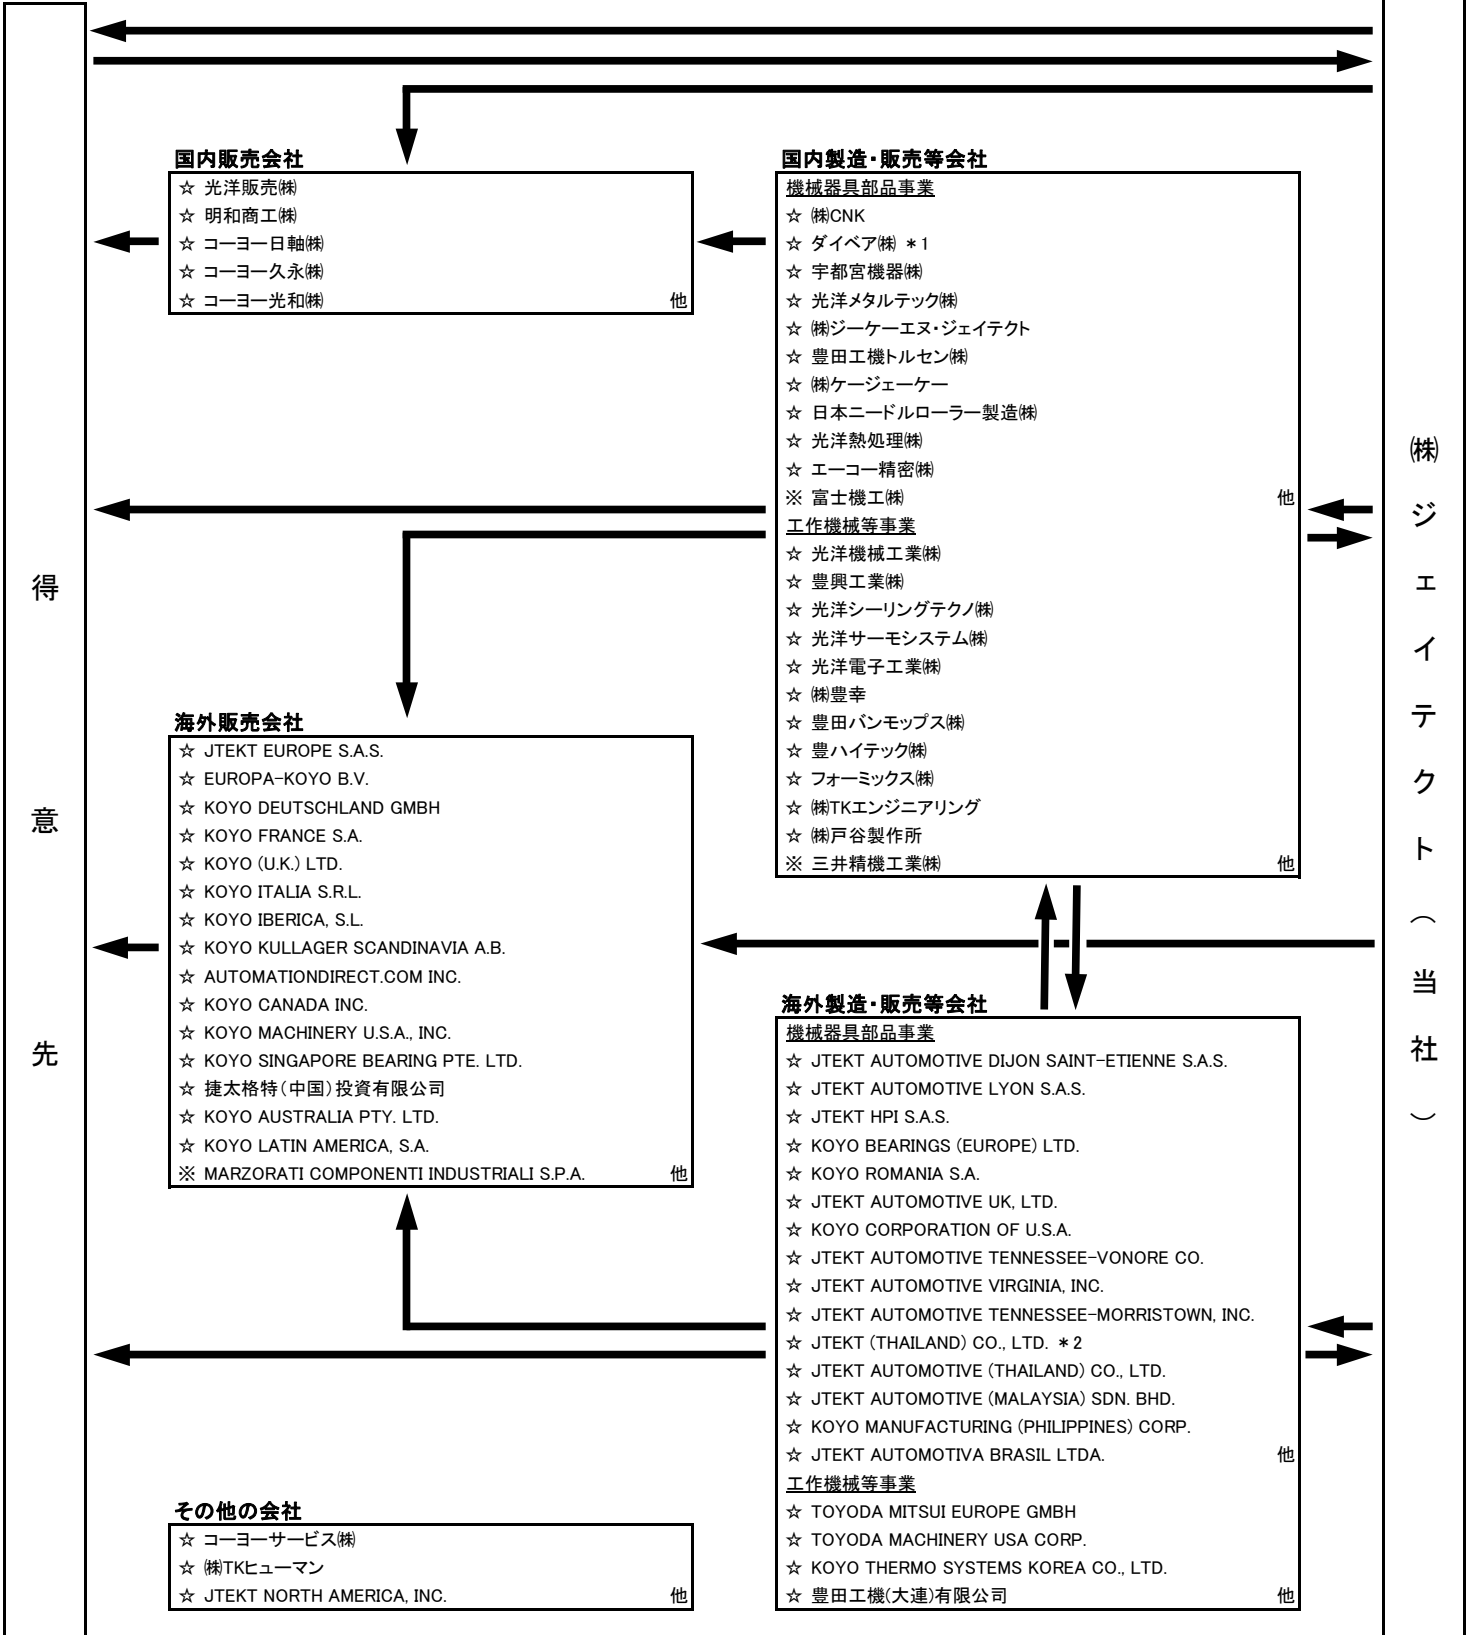 得意先
国内販売会社
☆ 光洋販売㈱
☆ 明和商工㈱
☆ コーヨー日軸㈱
☆ コーヨー久永㈱
☆ コーヨー光和㈱ 他
国内製造・販売等会社
機械器具部品事業
☆ ㈱CNK
☆ ダイベア㈱ ＊1
☆ 宇都宮機器㈱
☆ 光洋メタルテック㈱
☆ ㈱ジーケーエヌ・ジェイテクト
☆ 豊田工機トルセン㈱
☆ ㈱ケージェーケー
☆ 日本ニードルローラー製造㈱
☆ 光洋熱処理㈱
☆ エーコー精密㈱
※ 富士機工㈱ 他
工作機械等事業
☆ 光洋機械工業㈱
☆ 豊興工業㈱
☆ 光洋シーリングテクノ㈱
☆ 光洋サーモシステム㈱
☆ 光洋電子工業㈱
☆ ㈱豊幸
☆ 豊田バンモップス㈱
☆ 豊ハイテック㈱
☆ フォーミックス㈱
☆ ㈱TKエンジニアリング
☆ ㈱戸谷製作所
※ 三井精機工業㈱ 他
海外販売会社
☆ JTEKT EUROPE S.A.S.
☆ EUROPA-KOYO B.V.
☆ KOYO DEUTSCHLAND GMBH
☆ KOYO FRANCE S.A.
☆ KOYO (U.K.) LTD.
☆ KOYO ITALIA S.R.L.
☆ KOYO IBERICA, S.L.
☆ KOYO KULLAGER SCANDINAVIA A.B.
☆ AUTOMATIONDIRECT.COM INC.
☆ KOYO CANADA INC.
☆ KOYO MACHINERY U.S.A., INC.
☆ KOYO SINGAPORE BEARING PTE. LTD.
☆ 捷太格特（中国）投資有限公司
☆ KOYO AUSTRALIA PTY. LTD.
☆ KOYO LATIN AMERICA, S.A.
※ MARZORATI COMPONENTI INDUSTRIALI S.P.A. 他
海外製造・販売等会社
機械器具部品事業
☆ JTEKT AUTOMOTIVE DIJON SAINT-ETIENNE S.A.S.
☆ JTEKT AUTOMOTIVE LYON S.A.S.
☆ JTEKT HPI S.A.S.
☆ KOYO BEARINGS (EUROPE) LTD.
☆ KOYO ROMANIA S.A.
☆ JTEKT AUTOMOTIVE UK, LTD.
☆ KOYO CORPORATION OF U.S.A.
☆ JTEKT AUTOMOTIVE TENNESSEE-VONORE CO.
☆ JTEKT AUTOMOTIVE VIRGINIA, INC.
☆ JTEKT AUTOMOTIVE TENNESSEE-MORRISTOWN, INC.
☆ JTEKT (THAILAND) CO., LTD. ＊2
☆ JTEKT AUTOMOTIVE (THAILAND) CO., LTD.
☆ JTEKT AUTOMOTIVE (MALAYSIA) SDN. BHD.
☆ KOYO MANUFACTURING (PHILIPPINES) CORP.
☆ JTEKT AUTOMOTIVA BRASIL LTDA. 他
工作機械等事業
☆ TOYODA MITSUI EUROPE GMBH
☆ TOYODA MACHINERY USA CORP.
☆ KOYO THERMO SYSTEMS KOREA CO., LTD.
☆ 豊田工機(大連)有限公司 他
その他の会社
☆ コーヨーサービス㈱
☆ ㈱TKヒューマン
☆ JTEKT NORTH AMERICA, INC. 他
㈱ジェイテクト（当社）